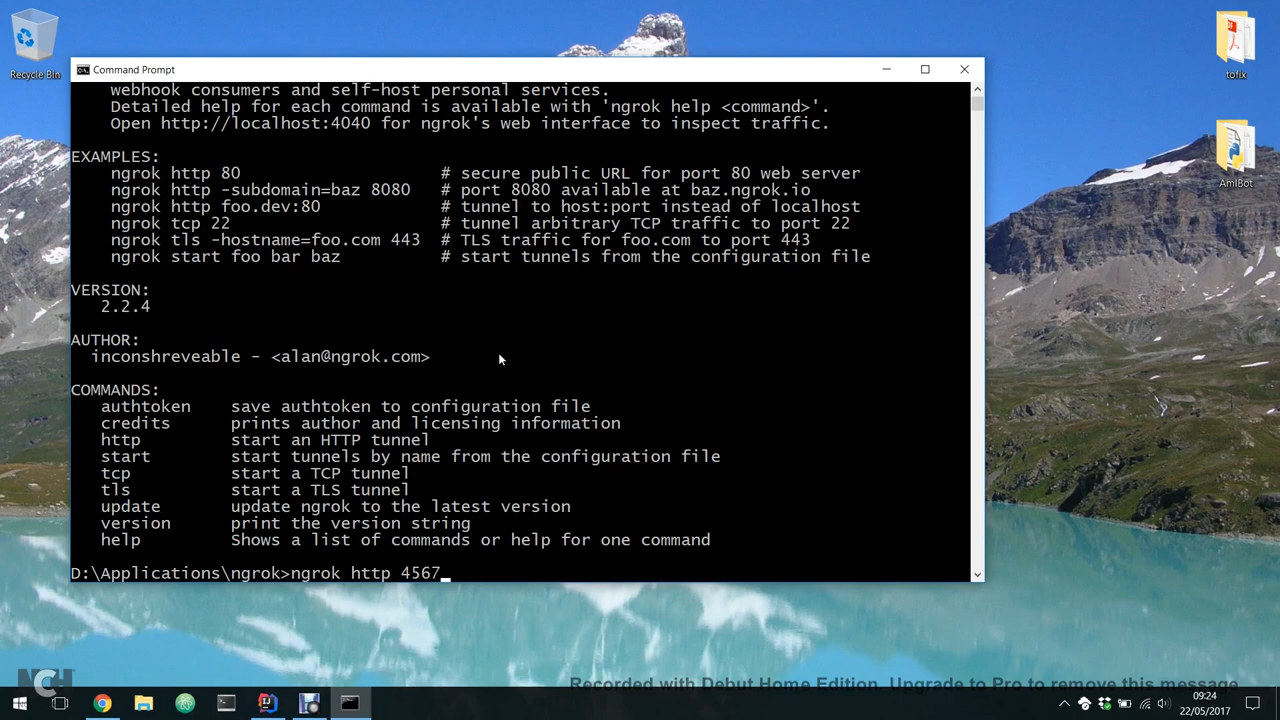 Recycle Bin
tofix
AmIBot
Command Prompt
webhook consumers and self-host personal services.
Detailed help for each command is available with 'ngrok help <command>'.
Open http://localhost:4040 for ngrok's web interface to inspect traffic.
EXAMPLES:
ngrok http 80 # secure public URL for port 80 web server
ngrok http -subdomain=baz 8080 # port 8080 available at baz.ngrok.io
ngrok http foo.dev:80 # tunnel to host:port instead of localhost
ngrok tcp 22 # tunnel arbitrary TCP traffic to port 22
ngrok tls -hostname=foo.com 443 # TLS traffic for foo.com to port 443
ngrok start foo bar baz # start tunnels from the configuration file
VERSION:
2.2.4
AUTHOR:
inconshreveable - <alan@ngrok.com>
COMMANDS:
authtoken save authtoken to configuration file
credits prints author and licensing information
http start an HTTP tunnel
start start tunnels by name from the configuration file
tcp start a TCP tunnel
tls start a TLS tunnel
update update ngrok to the latest version
version print the version string
help Shows a list of commands or help for one command
D:\Applications\ngrok>ngrok http 4567_
NCH
Recorded with Debut Home Edition. Upgrade to Pro to remove this message
09:24
22/05/2017